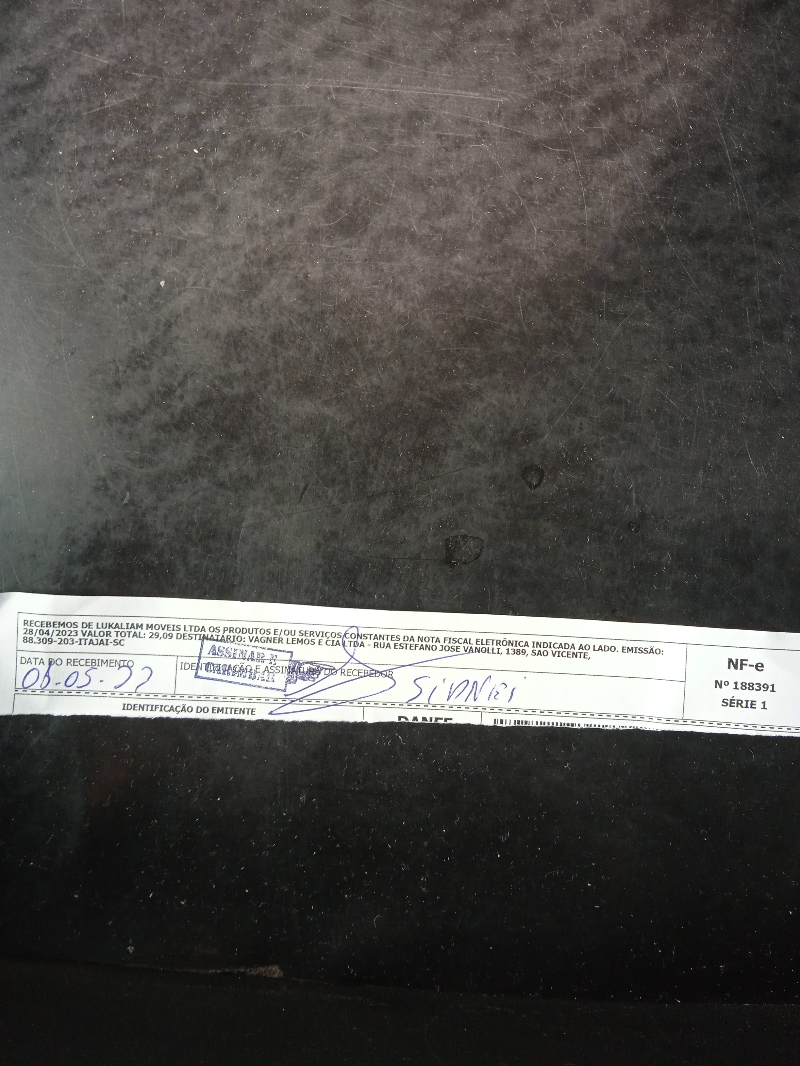 RECEBEMOS DE LUKALIAM MOVEIS LTDA OS PRODUTOS E/OU SERVIÇOS CONSTANTES DA NOTA FISCAL ELETRÔNICA INDICADA AO LADO. EMISSÃO:
28/04/2023 VALOR TOTAL: 29,09 DESTINATARIO: VAGNER LEMOS E CIA LTDA - RUA ESTEFANO JOSE VANOLLI, 1389, SAO VICENTE,
88.309-203-ITAJAI-SC
DATA DO RECEBIMENTO
IDENTIFICAÇÃO E ASSINATURA DO RECEBEDOR
NF-e
Nº 188391
SÉRIE 1
IDENTIFICAÇÃO DO EMITENTE
DANFE